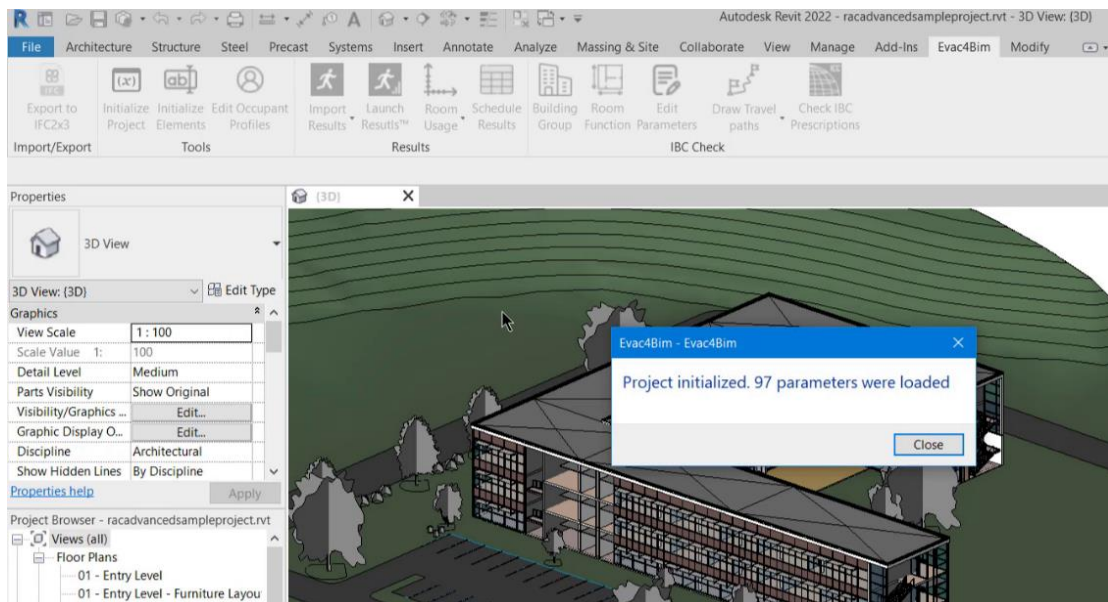 Autodesk Revit 2022 - racadvancedsampleproject.rvt - 3D View: {3D}
File Architecture Structure Steel Precast Systems Insert Annotate Analyze Massing & Site Collaborate View Manage Add-Ins Evac4Bim Modify
Export to IFC2x3
Initialize Project
Initialize Elements
Edit Occupant Profiles
Import Results
Launch Resutls™
Room Usage
Schedule Results
Building Group
Room Function
Edit Parameters
Draw Travel paths
Check IBC Prescriptions
Import/Export Tools Results IBC Check
Properties
{3D}
3D View
3D View: {3D} Edit Type
Graphics
View Scale 1 : 100
Scale Value 1: 100
Detail Level Medium
Parts Visibility Show Original
Visibility/Graphics ... Edit...
Graphic Display O... Edit...
Discipline Architectural
Show Hidden Lines By Discipline
Properties help Apply
Project Browser - racadvancedsampleproject.rvt
Views (all)
Floor Plans
01 - Entry Level
01 - Entry Level - Furniture Layou
Evac4Bim - Evac4Bim
Project initialized. 97 parameters were loaded
Close